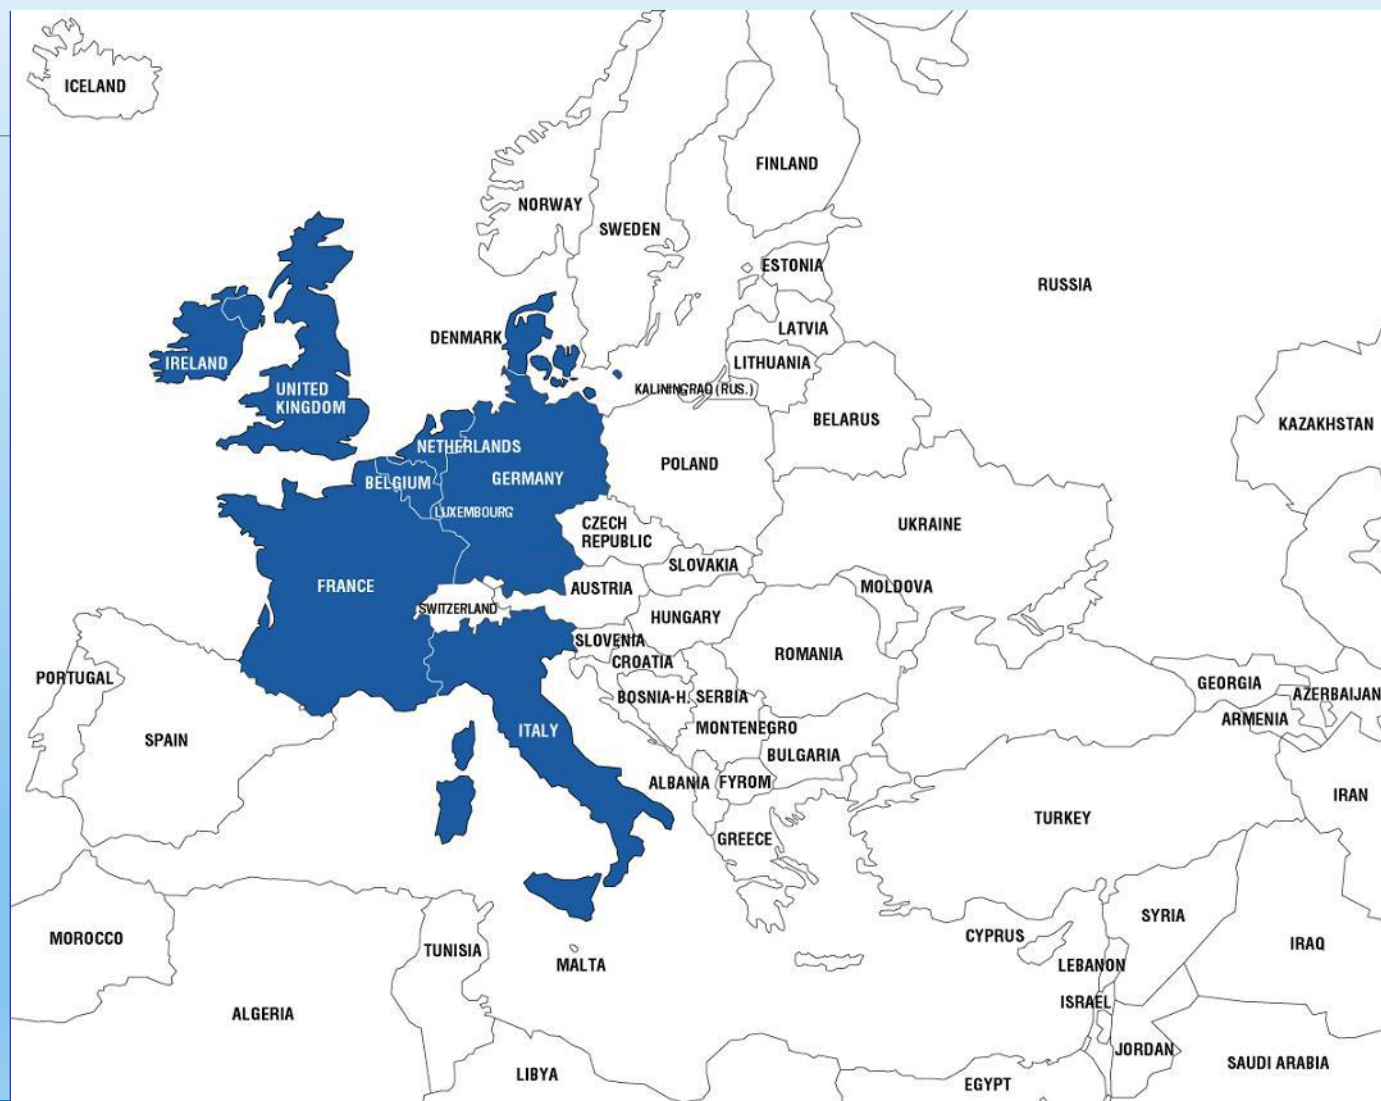 ICELAND
FINLAND
NORWAY
SWEDEN
ESTONIA
RUSSIA
LATVIA
DENMARK
IRELAND
LITHUANIA
UNITED
KINGDOM
KALININGRAD (RUS.)
BELARUS
KAZAKHSTAN
NETHERLANDS
POLAND
GERMANY
BELGIUM
LUXEMBOURG
UKRAINE
CZECH
REPUBLIC
SLOVAKIA
FRANCE
AUSTRIA
MOLDOVA
SWITZERLAND
HUNGARY
SLOVENIA
ROMANIA
CROATIA
PORTUGAL
GEORGIA
BOSNIA-H.
SERBIA
AZERBAIJAN
ARMENIA
MONTENEGRO
ITALY
SPAIN
BULGARIA
ALBANIA
FYROM
IRAN
TURKEY
GREECE
SYRIA
MOROCCO
CYPRUS
IRAQ
TUNISIA
MALTA
LEBANON
ISRAEL
ALGERIA
JORDAN
SAUDI ARABIA
LIBYA
EGYPT